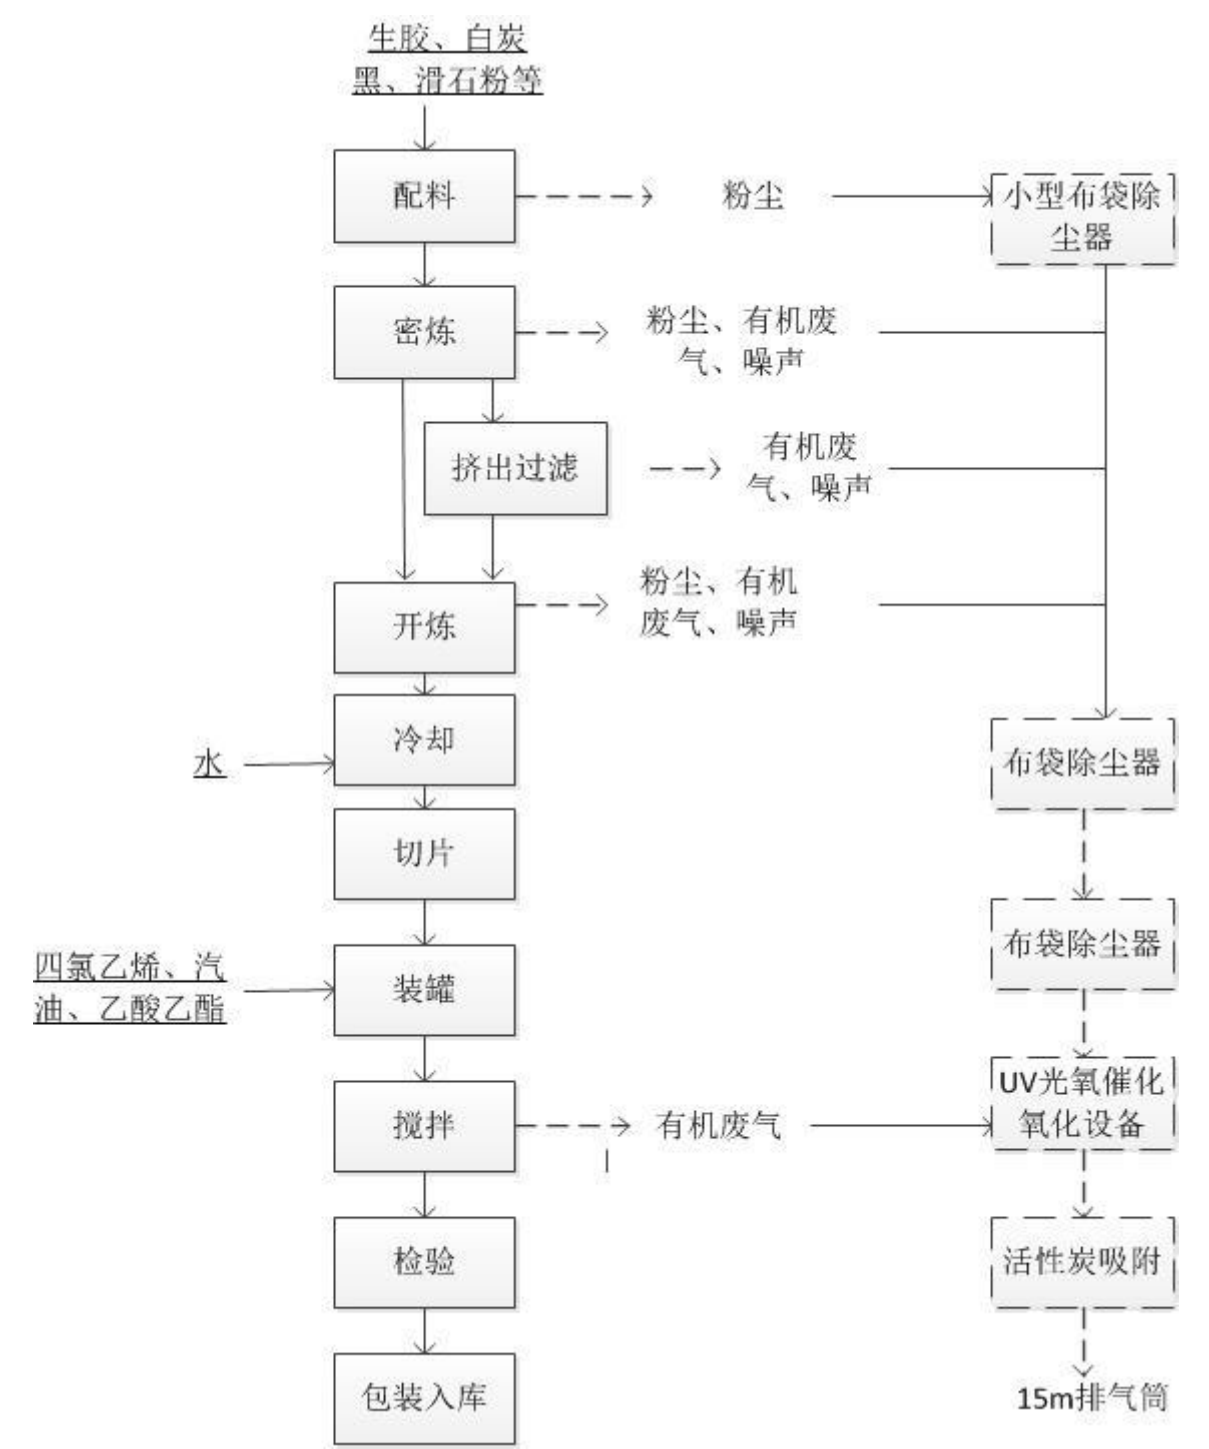 生胶、白炭
黑、滑石粉等
配料
粉尘
小型布袋除
尘器
密炼
粉尘、有机废
气、噪声
挤出过滤
有机废
气、噪声
开炼
粉尘、有机
废气、噪声
冷却
水
布袋除尘器
切片
布袋除尘器
四氯乙烯、汽
油、乙酸乙酯
装罐
UV光氧催化
氧化设备
搅拌
有机废气
检验
活性炭吸附
包装入库
15m排气筒